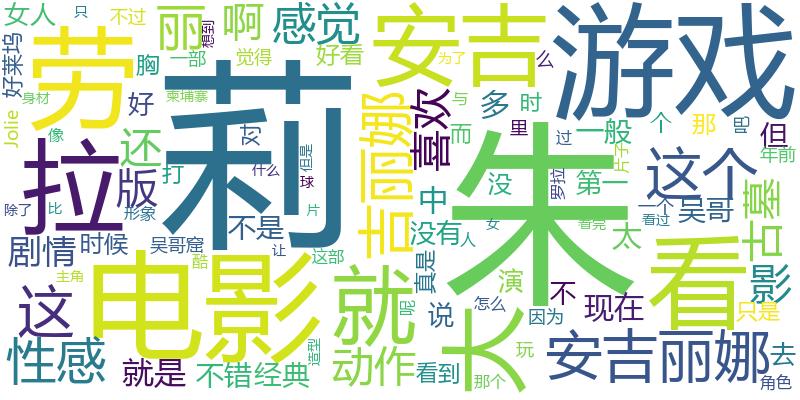 女人
只
不过
丽
想到
啊
感觉
安吉
游戏
好莱坞
劳
胸
一部
觉得
好看
为了
么
身材
莉
柬埔寨
Jolie
好
吉丽娜
喜欢
多
时
个
那
吧
像
拉
还
对
但是
与
而
里
过
一般
片子
但
什么
版
打
球
朱
没
罗拉
第一
这个
年前
除了
比
形象
片
中
一个
吴哥
古墓
不是
没有
人
女
看完
太
看过
剧情
时候
吴哥窟
让
这部
真是
主角
酷
电影
就
呢
演
不
看
影
这
说
怎么
因为
现在
只是
大
性感
就是
不错
经典
造型
动作
看到
那个
玩
安吉丽娜
去
角色